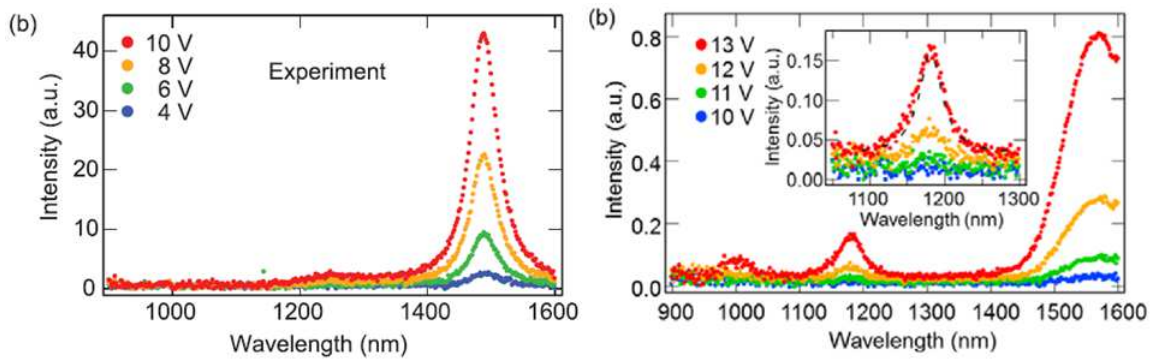 (b)
10 V
8 V
6 V
4 V
Experiment
Intensity (a.u.)
40
30
20
10
0
1000
1200
1400
1600
Wavelength (nm)
(b)
13 V
12 V
11 V
10 V
Intensity (a.u.)
0.8
0.6
0.4
0.2
0.0
900
1000
1100
1200
1300
1400
1500
1600
Wavelength (nm)
Intensity (a.u.)
0.15
0.10
0.05
0.00
1100
1200
1300
Wavelength (nm)